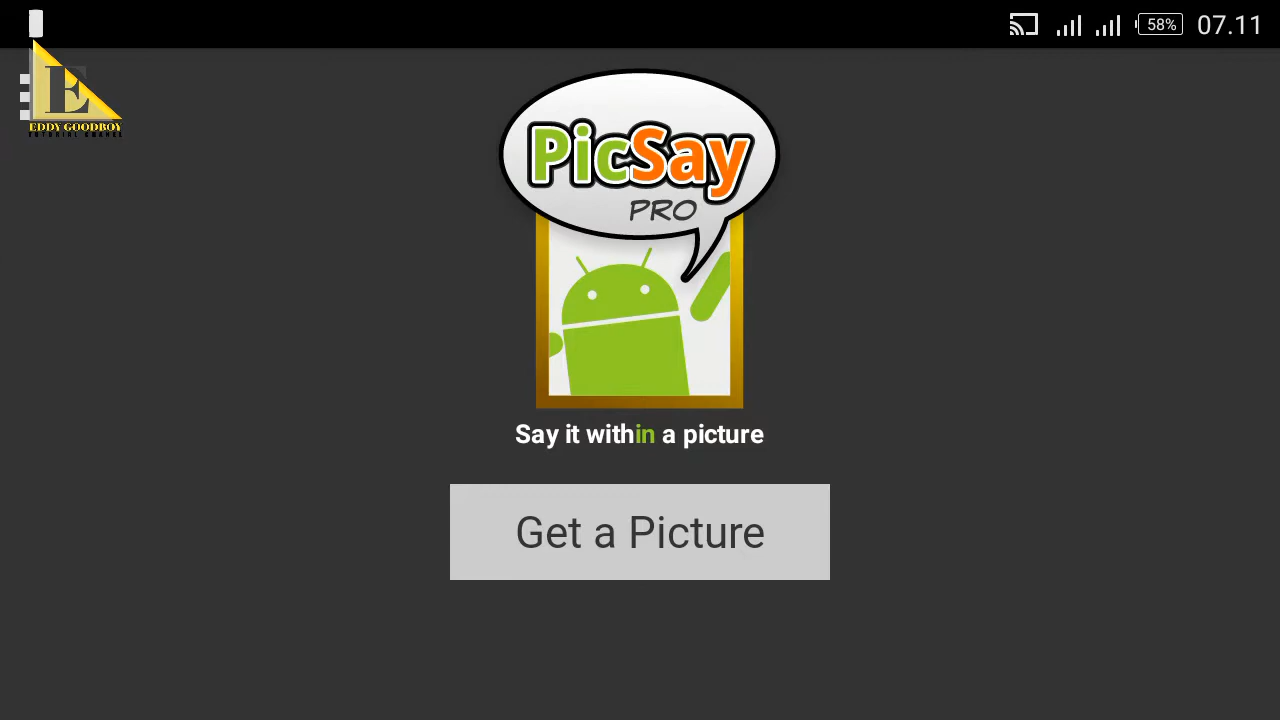 58%
07.11
E
EDDY GOODBOY
PicSay
PRO
Say it within a picture
Get a Picture